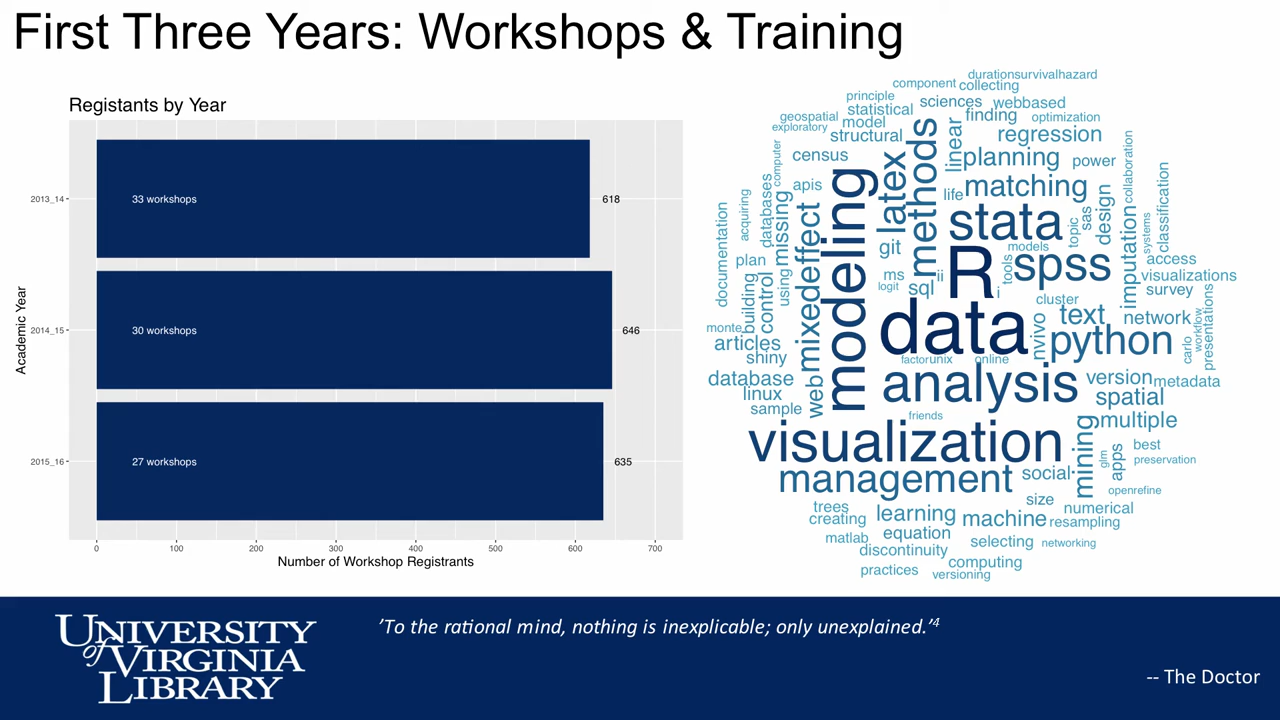 First Three Years: Workshops & Training
Registants by Year
Academic Year
2013_14
33 workshops
618
2014_15
30 workshops
646
2015_16
27 workshops
635
0 100 200 300 400 500 600 700
Number of Workshop Registrants
durationsurvivalhazard
component collecting
principle
statistical
sciences webbased
geospatial
exploratory
model
finding optimization
structural
linear
regression
computer
census
latex
methods
planning power
collaboration
acquiring
databases
apis
life
matching
documentation
missing
modeling
stata
topic
sas
design
classification
mixedeffect
git
models
imputation
systems
plan
using
ms
ii
R
tools
spss
access
building
control
logit
sql
i
visualizations
cluster
survey
monte
data
nvivo
text network
workflow
presentations
articles
python
carlo
shiny
factor
unix
online
database
web
analysis
version metadata
linux
spatial
sample
friends
multiple
visualization
mining
glm
apps
best
management
social
preservation
size
openrefine
trees
creating
learning machine
numerical
resampling
matlab
equation
selecting networking
discontinuity
computing
practices versioning
UNIVERSITY
of VIRGINIA
LIBRARY
’To the rational mind, nothing is inexplicable; only unexplained.’4
-- The Doctor